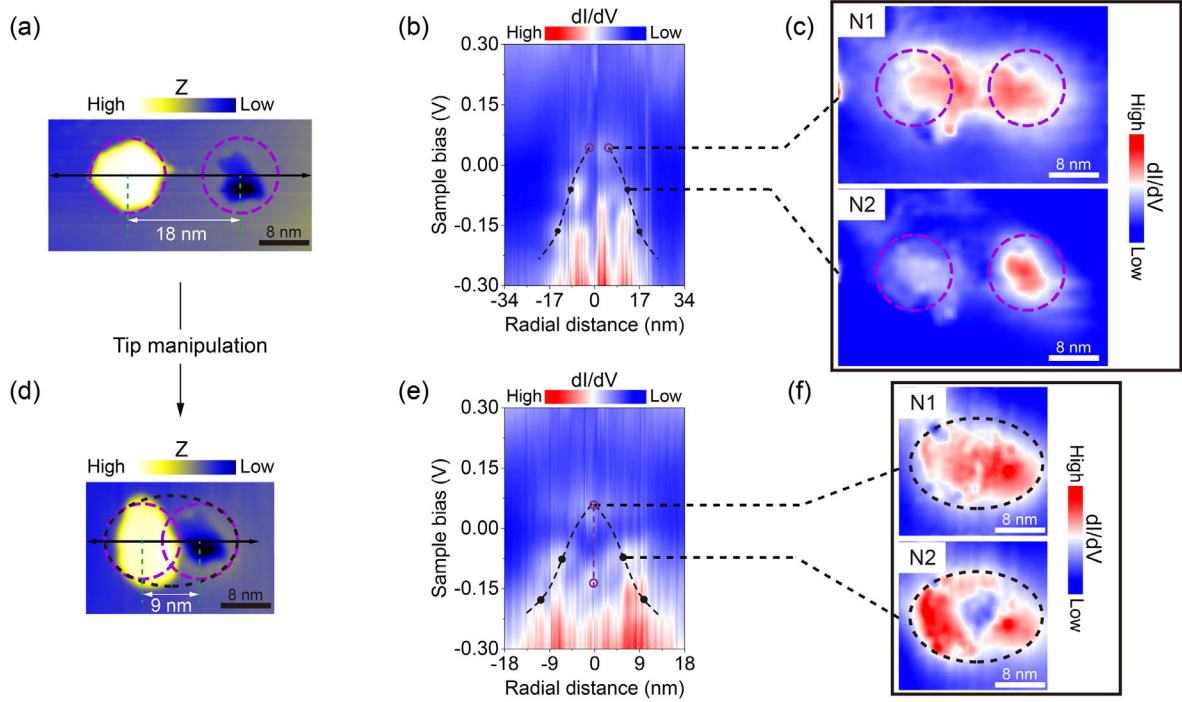 (a)
Z
High Low
18 nm
8 nm
Tip manipulation
(d)
Z
High Low
9 nm
8 nm
(b)
dI/dV
High Low
0.30
0.15
0.00
-0.15
-0.30
Sample bias (V)
-34 -17 0 17 34
Radial distance (nm)
(c)
N1
8 nm
N2
8 nm
High
dI/dV
Low
(e)
dI/dV
High Low
0.30
0.15
0.00
-0.15
-0.30
Sample bias (V)
-18 -9 0 9 18
Radial distance (nm)
(f)
N1
8 nm
N2
8 nm
High
dI/dV
Low